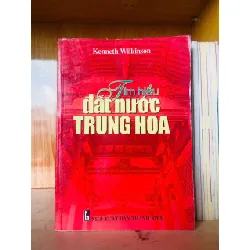 Kenneth Wilkinson
Tìm hiểu
đất nước
TRUNG HOA